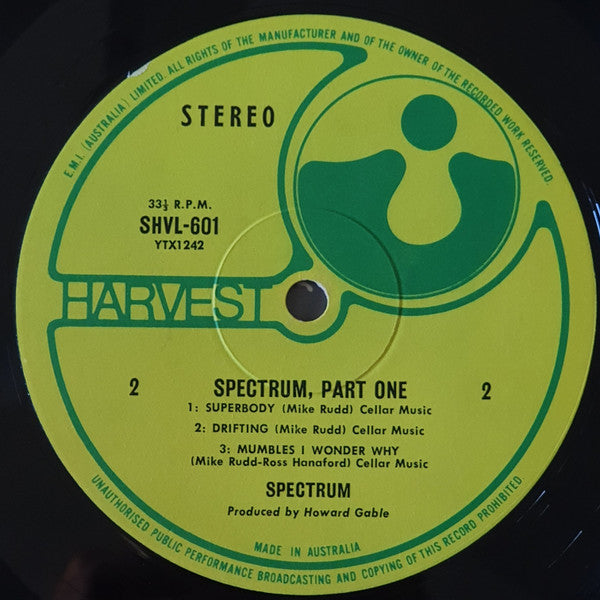 E.M.I. (AUSTRALIA) LIMITED. ALL RIGHTS OF THE MANUFACTURER AND OF THE OWNER OF THE RECORDED WORK RESERVED.
STEREO
33⅓ R.P.M.
SHVL-601
YTX1242
HARVEST
2 SPECTRUM, PART ONE 2
1: SUPERBODY (Mike Rudd) Cellar Music
2: DRIFTING (Mike Rudd) Cellar Music
3: MUMBLES I WONDER WHY
(Mike Rudd-Ross Hanaford) Cellar Music
SPECTRUM
Produced by Howard Gable
MADE IN AUSTRALIA
UNAUTHORISED PUBLIC PERFORMANCE BROADCASTING AND COPYING OF THIS RECORD PROHIBITED